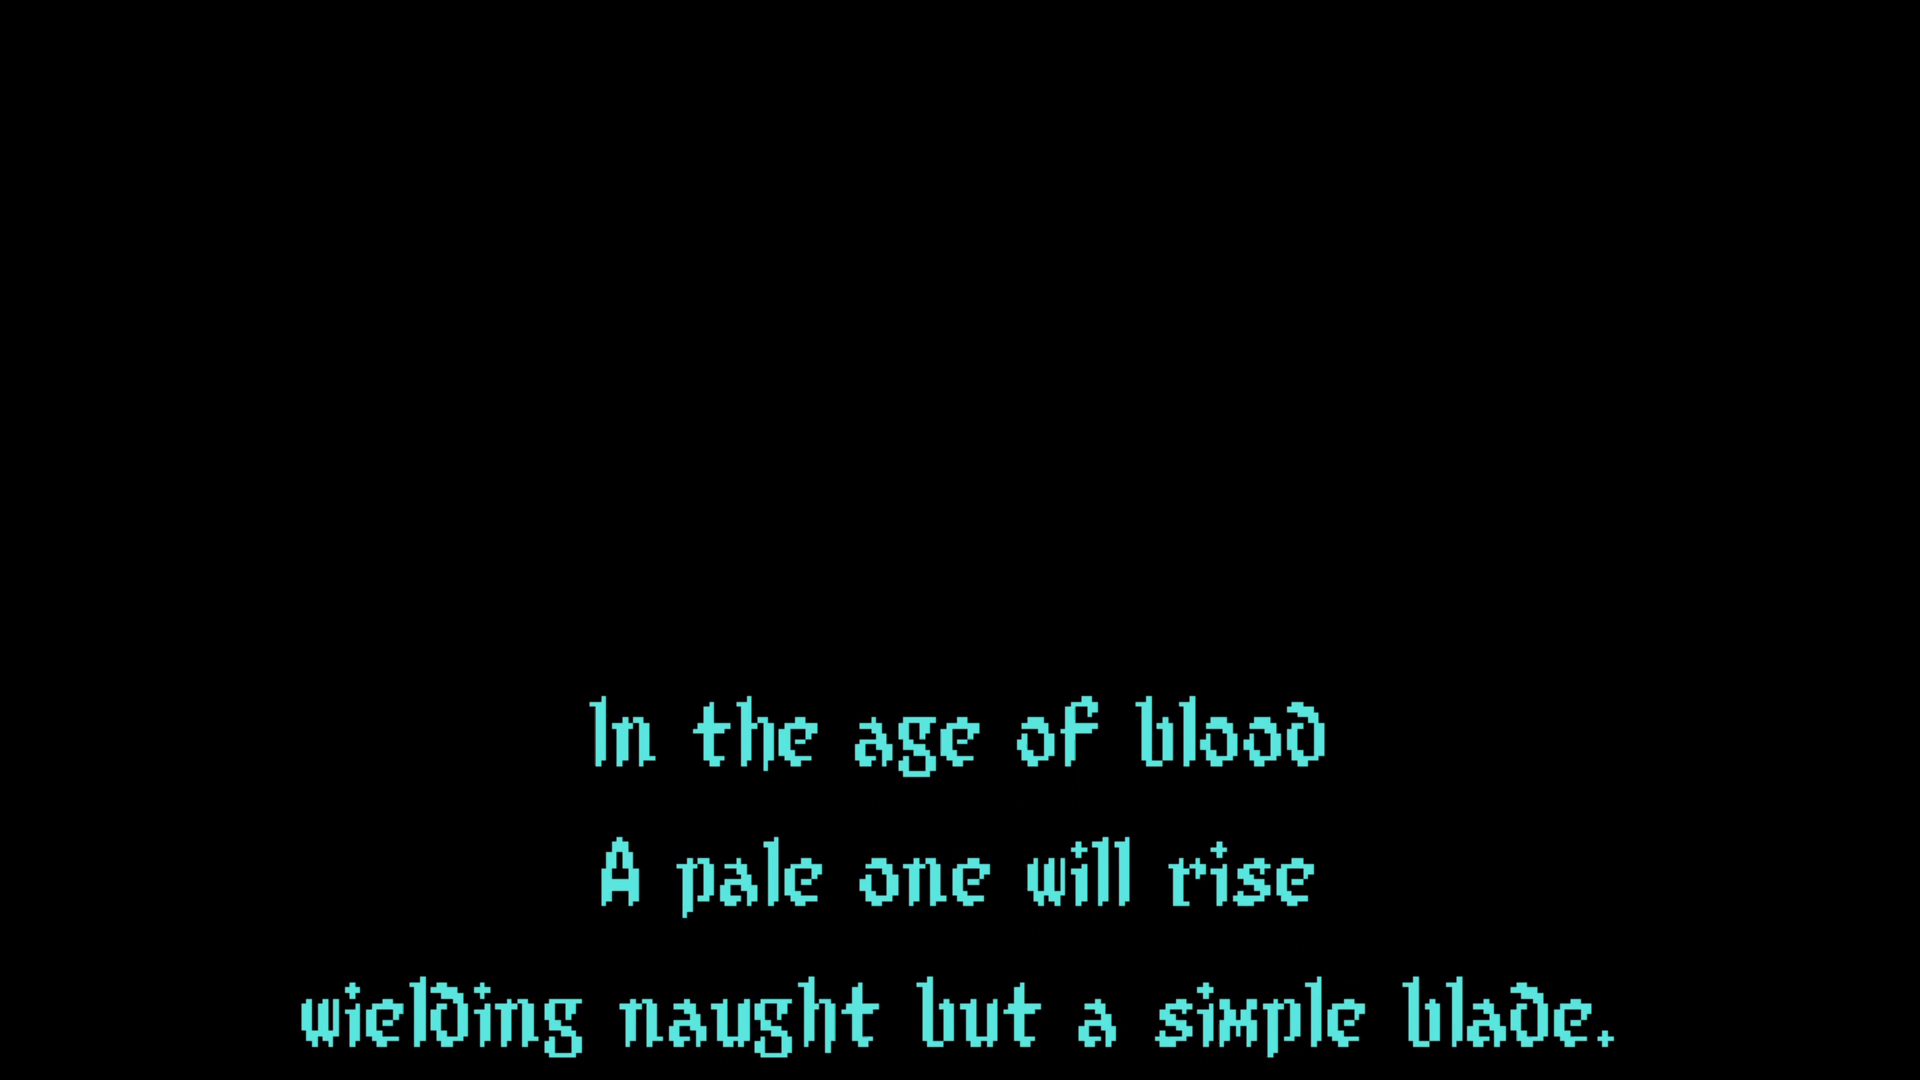 In the age of blood
A pale one will rise
wielding naught but a simple blade.